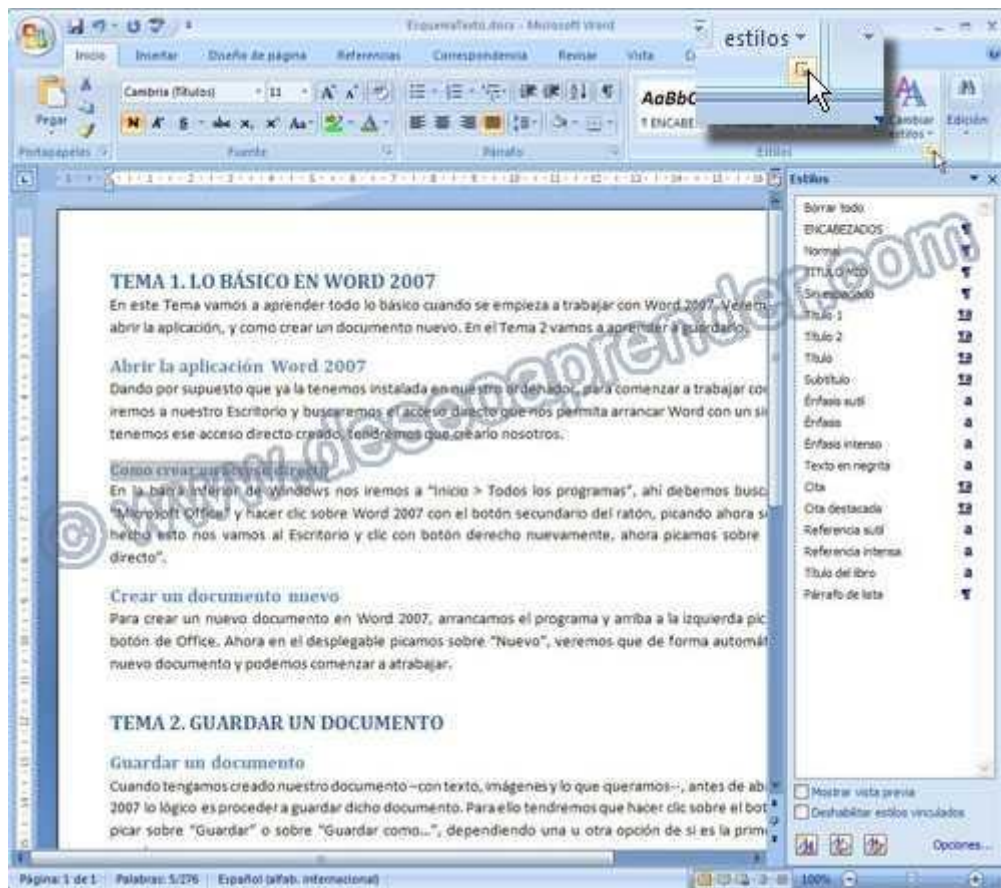 EsquemaTexto.docx - Microsoft Word
estilos
Inicio Insertar Diseño de página Referencias Correspondencia Revisar Vista
Pegar
Cambria (Títulos) 11
N K S abc x, x² Aa A
AaBbC
¶ ENCABE
Cambiar estilos
Edición
Portapapeles Fuente Párrafo Estilos
Estilos
Borrar todo
ENCABEZADOS
Normal
TITULO MIO
Sin espaciado
Título 1
Título 2
Título
Subtítulo
Énfasis sutil
Énfasis
Énfasis intenso
Texto en negrita
Cita
Cita destacada
Referencia sutil
Referencia intensa
Título del libro
Párrafo de lista
Mostrar vista previa
Deshabilitar estilos vinculados
Opciones...
TEMA 1. LO BÁSICO EN WORD 2007
En este Tema vamos a aprender todo lo básico cuando se empieza a trabajar con Word 2007. Veremos
abrir la aplicación, y como crear un documento nuevo. En el Tema 2 vamos a aprender a guardarlo.
Abrir la aplicación Word 2007
Dando por supuesto que ya la tenemos instalada en nuestro ordenador, para comenzar a trabajar con
iremos a nuestro Escritorio y buscaremos el acceso directo que nos permita arrancar Word con un si
tenemos ese acceso directo creado, tendremos que crearlo nosotros.
Como crear un acceso directo
En la barra inferior de Windows nos iremos a "Inicio > Todos los programas", ahí debemos busc
"Microsoft Office" y hacer clic sobre Word 2007 con el botón secundario del ratón, picando ahora s
hecho esto nos vamos al Escritorio y clic con botón derecho nuevamente, ahora picamos sobre
directo".
Crear un documento nuevo
Para crear un nuevo documento en Word 2007, arrancamos el programa y arriba a la izquierda pic
botón de Office. Ahora en el desplegable picamos sobre "Nuevo", veremos que de forma automát
nuevo documento y podemos comenzar a atrabajar.
TEMA 2. GUARDAR UN DOCUMENTO
Guardar un documento
Cuando tengamos creado nuestro documento –con texto, imágenes y lo que queramos--, antes de ab
2007 lo lógico es proceder a guardar dicho documento. Para ello tendremos que hacer clic sobre el bot
picar sobre "Guardar" o sobre "Guardar como...", dependiendo una u otra opción de si es la prime
© www.deseoaprender.com
Página: 1 de 1 Palabras: 5/276 Español (alfab. internacional) 100%